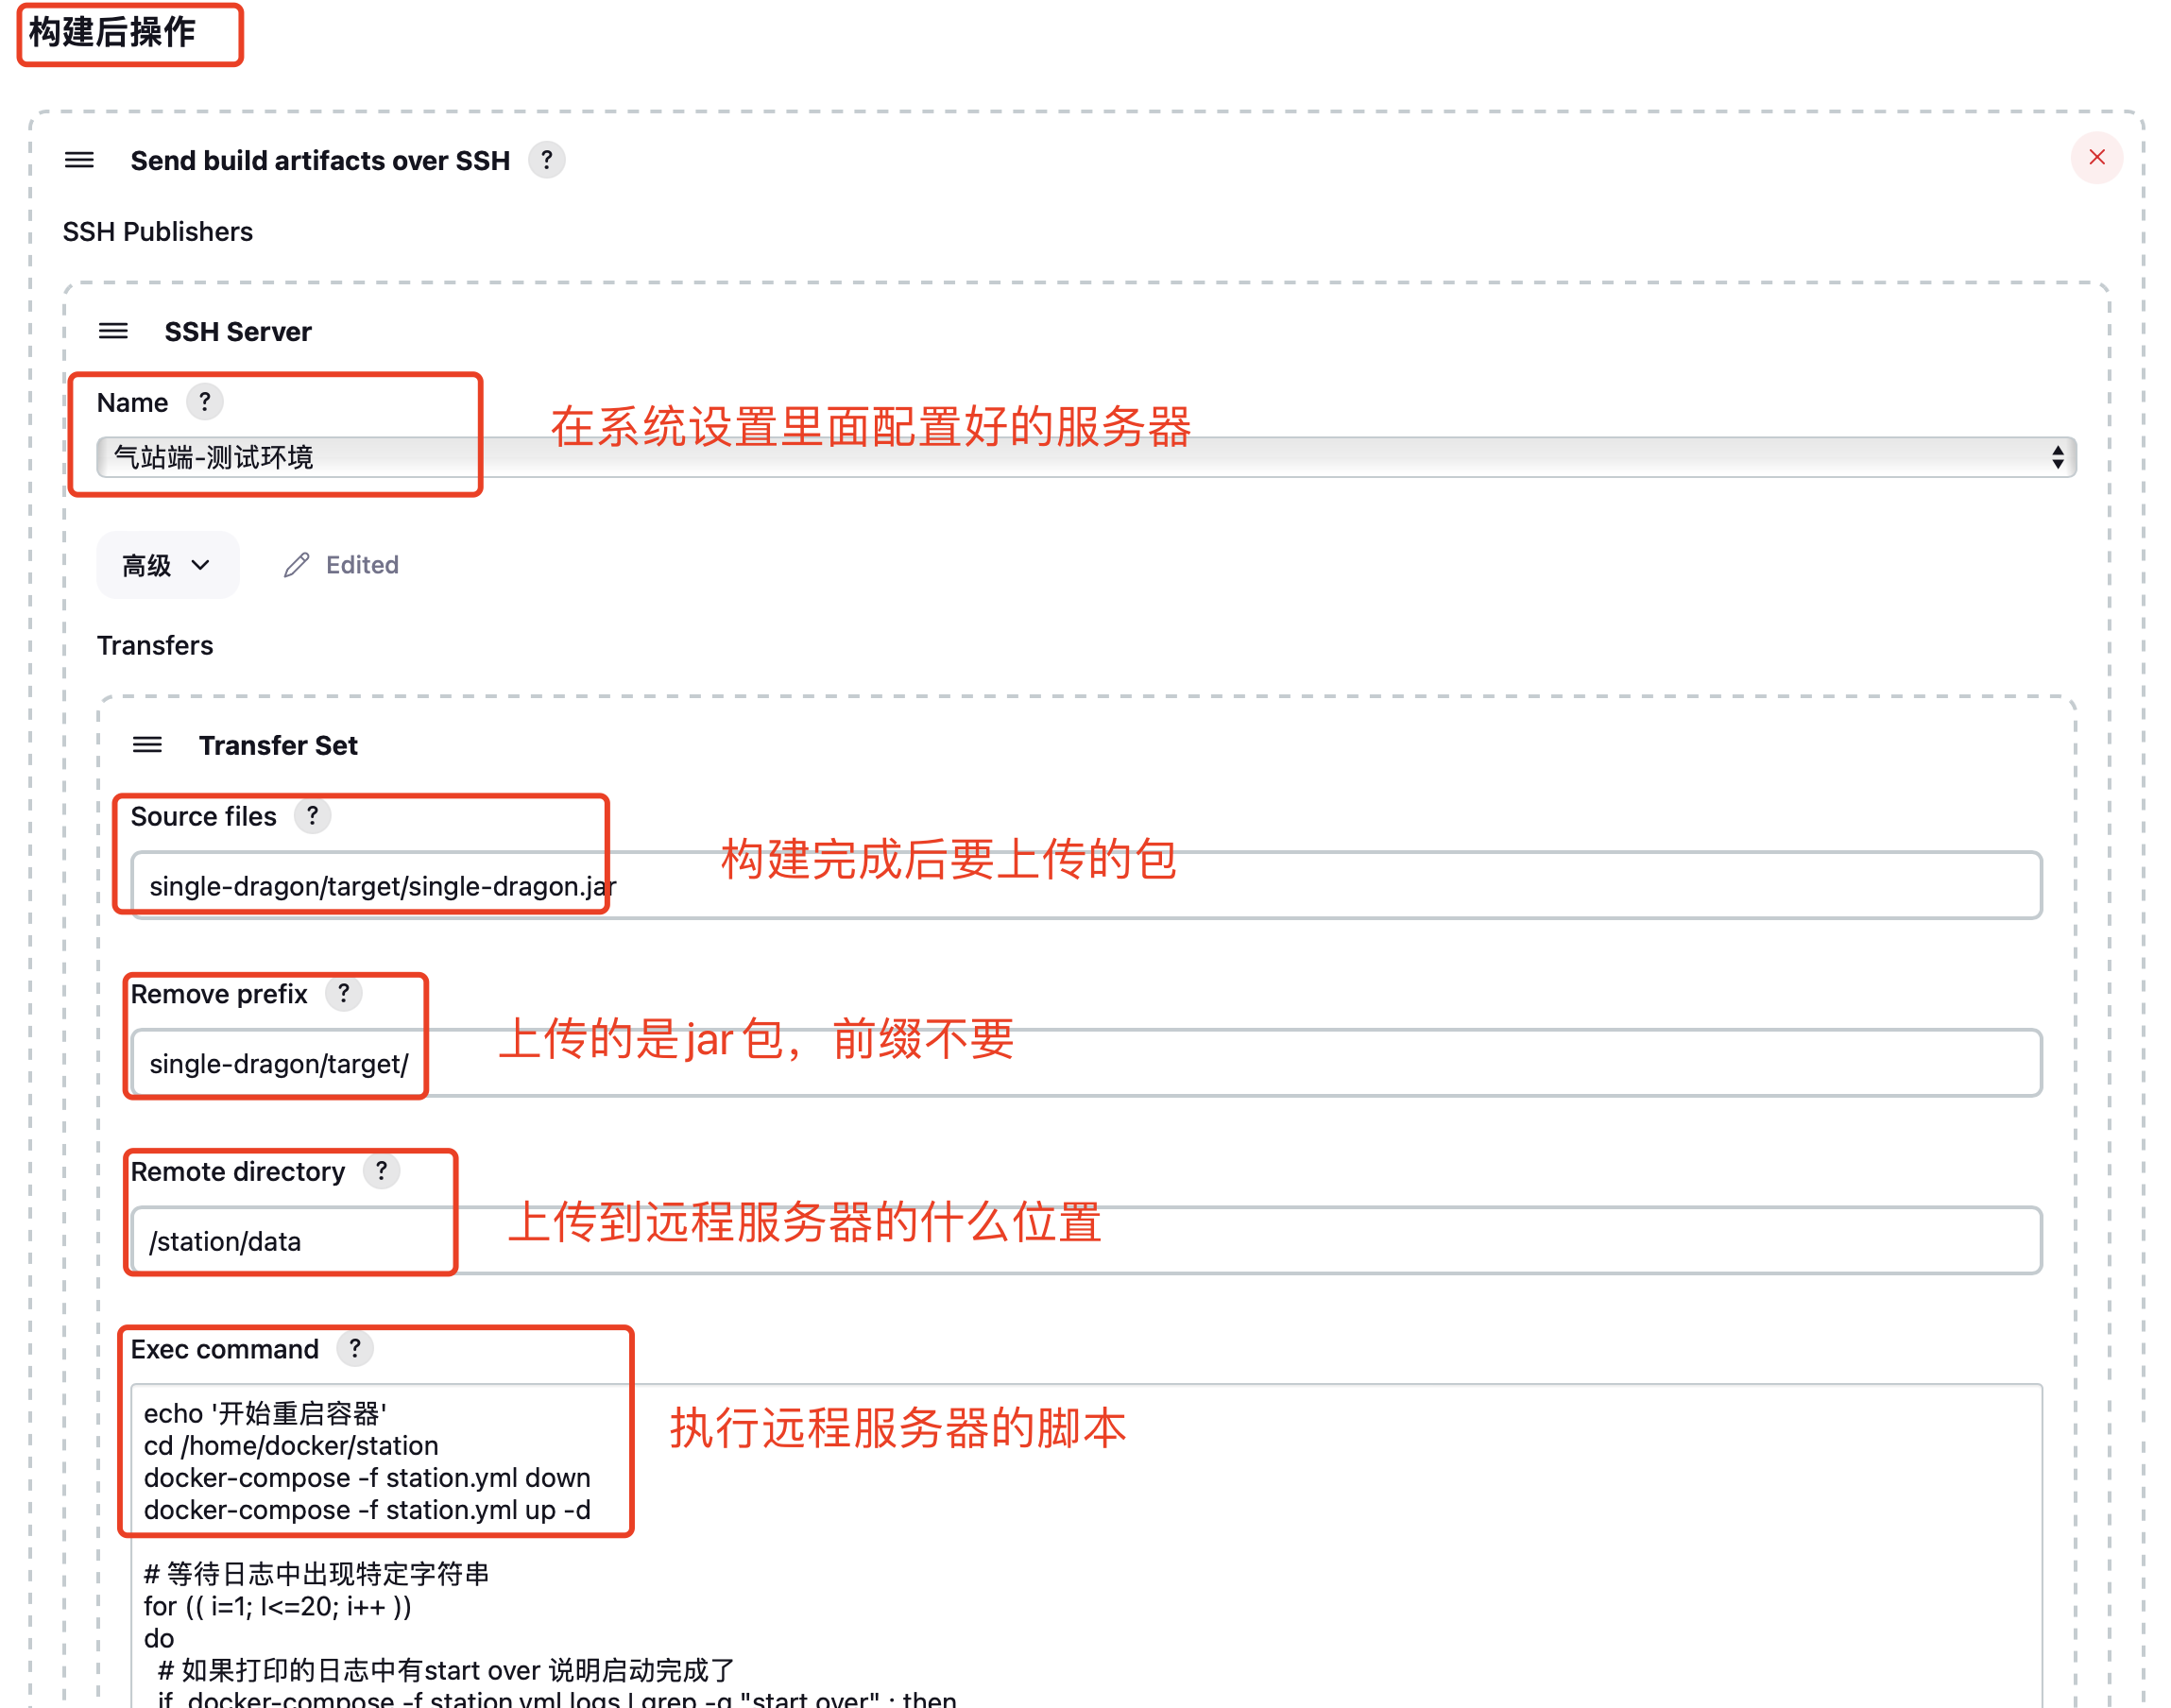 构建后操作
Send build artifacts over SSH ?
SSH Publishers
SSH Server
Name ?
在系统设置里面配置好的服务器
气站端-测试环境
高级
Edited
Transfers
Transfer Set
Source files ?
构建完成后要上传的包
single-dragon/target/single-dragon.jar
Remove prefix ?
上传的是jar包，前缀不要
single-dragon/target/
Remote directory ?
上传到远程服务器的什么位置
/station/data
Exec command ?
echo '开始重启容器'
执行远程服务器的脚本
cd /home/docker/station
docker-compose -f station.yml down
docker-compose -f station.yml up -d
# 等待日志中出现特定字符串
for (( i=1; I<=20; i++ ))
do
# 如果打印的日志中有start over 说明启动完成了
if docker-compose -f station.yml logs | grep -q "start over" ; then